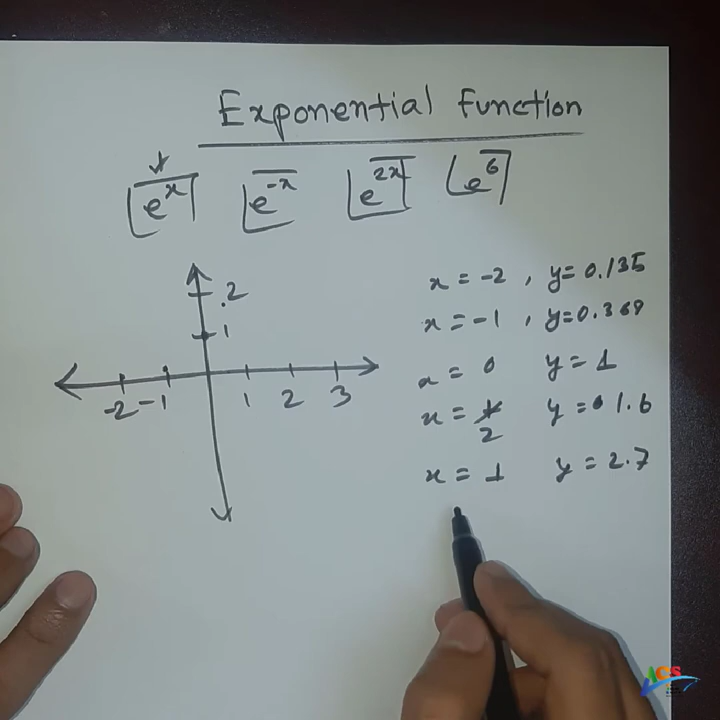 Exponential Function
e^x e^-x e^2x e^6
x = -2 , y = 0.135
.2
x = -1 , y = 0.369
1
x = 0 y = 1
-2 -1 1 2 3
x = 1/2 y = 1.6
x = 1 y = 2.7
ACS